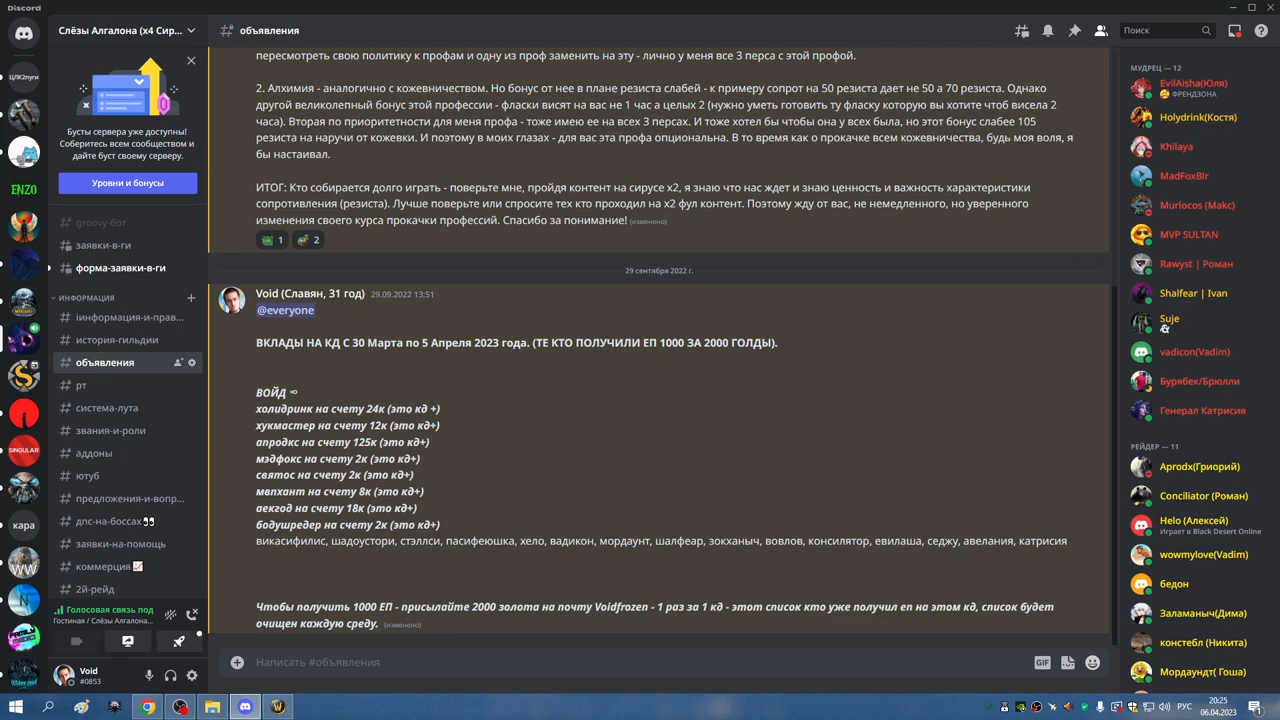 Discord
Слёзы Алгалона (x4 Сир...
объявления
Поиск
ЦЛК2пуги
ENZO
SINGULAR
кара
Бусты сервера уже доступны!
Соберитесь всем сообществом и
дайте буст своему серверу.
Уровни и бонусы
groovy-бот
заявки-в-ги
форма-заявки-в-ги
ИНФОРМАЦИЯ
информация-и-прав...
история-гильдии
объявления
рт
система-лута
звания-и-роли
аддоны
ютуб
предложения-и-вопр...
дпс-на-боссах👀
заявки-на-помощь
коммерция 📈
2й-рейд
Голосовая связь под
Гостиная / Слёзы Алгалона...
Void
#0853
пересмотреть свою политику к профам и одну из проф заменить на эту - лично у меня все 3 перса с этой профой.
2. Алхимия - аналогично с кожевничеством. Но бонус от нее в плане резиста слабей - к примеру сопрот на 50 резиста дает не 50 а 70 резиста. Однако
другой великолепный бонус этой профессии - фласки висят на вас не 1 час а целых 2 (нужно уметь готовить ту фласку которую вы хотите чтоб висела 2
часа). Вторая по приоритетности для меня профа - тоже имею ее на всех 3 персах. И тоже хотел бы чтобы она у всех была, но этот бонус слабее 105
резиста на наручи от кожевки. И поэтому в моих глазах - для вас эта профа опциональна. В то время как о прокачке всем кожевничества, будь моя воля, я
бы настаивал.
ИТОГ: Кто собирается долго играть - поверьте мне, пройдя контент на сирусе х2, я знаю что нас ждет и знаю ценность и важность характеристики
сопротивления (резиста). Лучше поверьте или спросите тех кто проходил на х2 фул контент. Поэтому жду от вас, не немедленного, но уверенного
изменения своего курса прокачки профессий. Спасибо за понимание! (изменено)
1 2
29 сентября 2022 г.
Void (Славян, 31 год) 29.09.2022 13:51
@everyone
ВКЛАДЫ НА КД С 30 Марта по 5 Апреля 2023 года. (ТЕ КТО ПОЛУЧИЛИ ЕП 1000 ЗА 2000 ГОЛДЫ).
ВОЙД ∞
холидринк на счету 24к (это кд +)
хукмастер на счету 12к (это кд+)
апродкс на счету 125к (это кд+)
мэдфокс на счету 2к (это кд+)
святос на счету 2к (это кд+)
мвпхант на счету 8к (это кд+)
аекгод на счету 18к (это кд+)
бодушредер на счету 2к (это кд+)
викасифилис, шадоустори, стэллси, пасифеюшка, хело, вадикон, мордаунт, шалфеар, зокханыч, вовлов, консилятор, евилаша, седжу, авелания, катрисия
Чтобы получить 1000 ЕП - присылайте 2000 золота на почту Voidfrozen - 1 раз за 1 кд - этот список кто уже получил еп на этом кд, список будет
очищен каждую среду. (изменено)
Написать #объявления
GIF
МУДРЕЦ — 12
EvilAisha(Юля)
ФРЕНДЗОНА
Holydrink(Костя)
Khilaya
MadFoxBlr
Murlocos (Макс)
MVP SULTAN
Rawyst | Роман
Shalfear | Ivan
Suje
vadicon(Vadim)
Бурябек/Брюлли
Генерал Катрисия
РЕЙДЕР — 11
Aprodx(Гриорий)
Conciliator (Роман)
Helo (Алексей)
Играет в Black Desert Online
wowmylove(Vadim)
бедон
Заламаныч(Дима)
констебл (Никита)
Мордаундт( Гоша)
РУС
20:25
06.04.2023